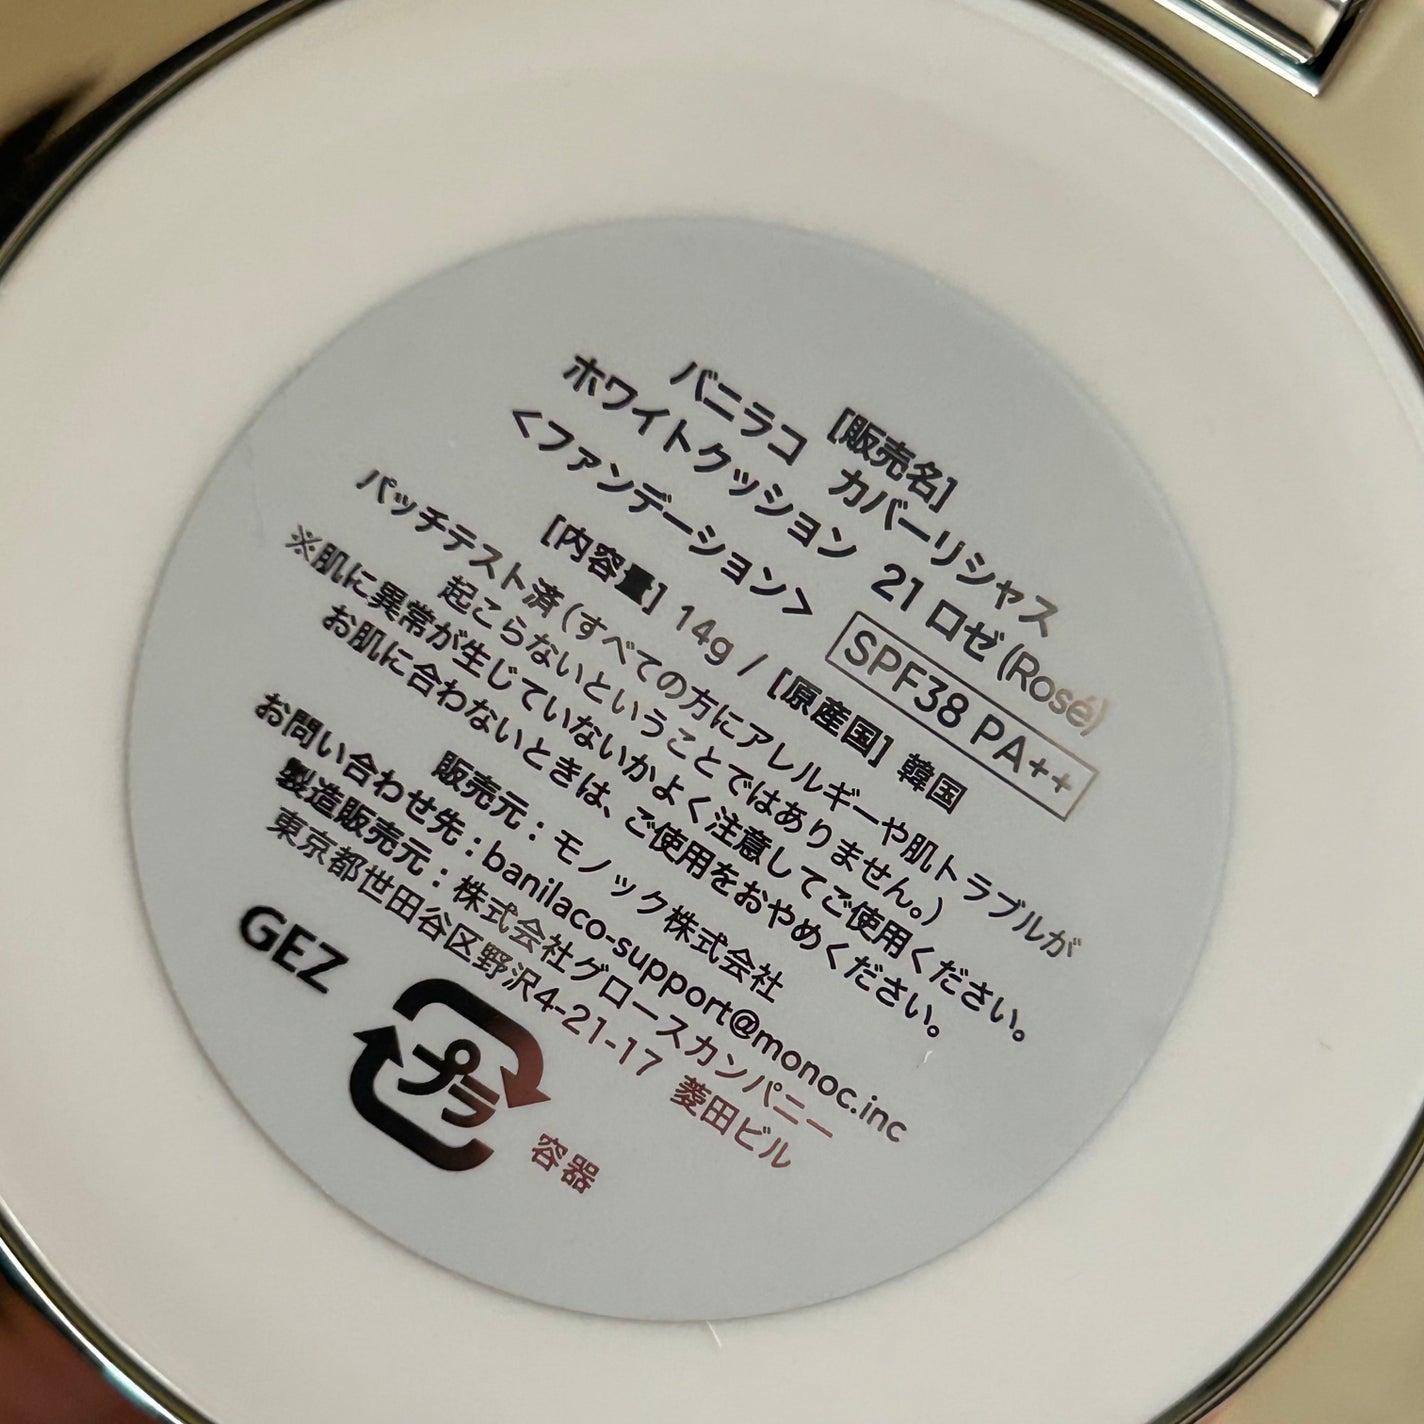 [販売名]
バニラコ カバーリシャス
ホワイトクッション 21 ロゼ(Rosé)
<ファンデーション> SPF38 PA++
[内容量] 14g / [原産国] 韓国
パッチテスト済(すべての方にアレルギーや肌トラブルが
起こらないということではありません。)
※肌に異常が生じていないかよく注意してご使用ください。
お肌に合わないときは、ご使用をおやめください。
販売元:モノック株式会社
お問い合わせ先:banilaco-support@monoc.inc
製造販売元:株式会社グロースカンパニー
東京都世田谷区野沢4-21-17 菱田ビル
GEZ プラ 容器